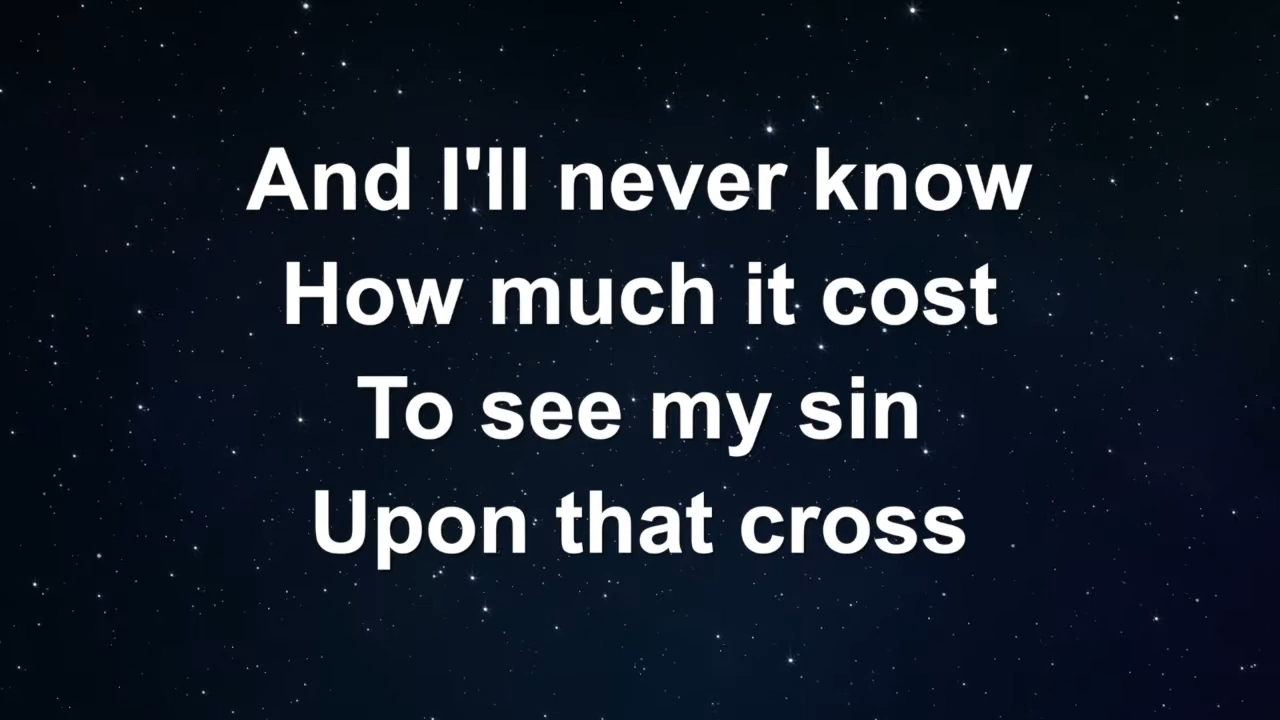 And I'll never know
How much it cost
To see my sin
Upon that cross